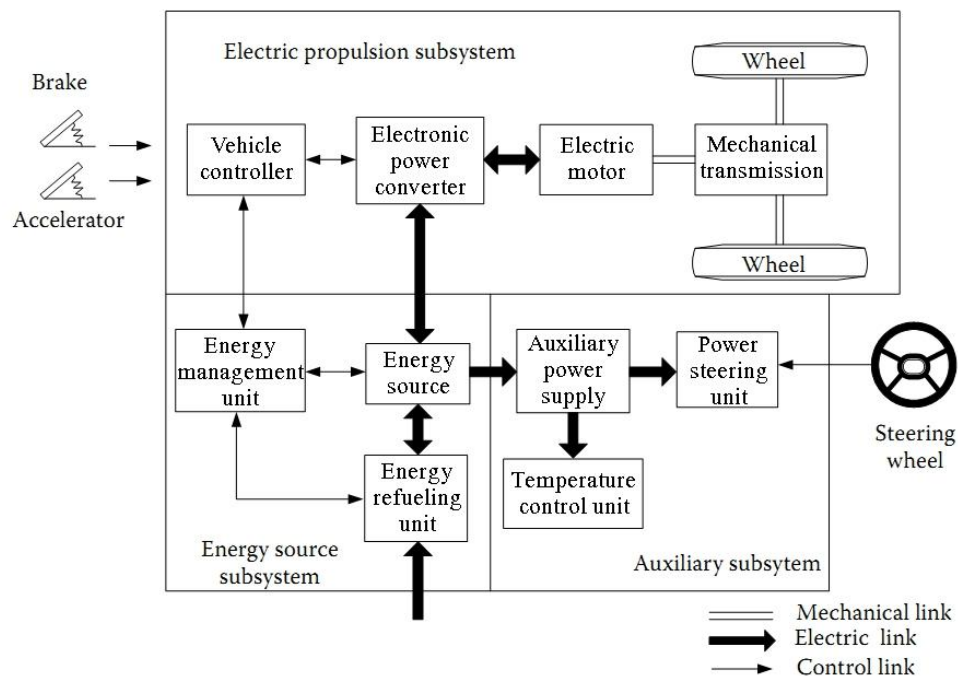 Electric propulsion subsystem
Brake
Accelerator
Vehicle
controller
Electronic
power
converter
Electric
motor
Mechanical
transmission
Wheel
Wheel
Energy
management
unit
Energy
source
Auxiliary
power
supply
Power
steering
unit
Steering
wheel
Energy
refueling
unit
Temperature
control unit
Energy source
subsystem
Auxiliary subsytem
Mechanical link
Electric link
Control link